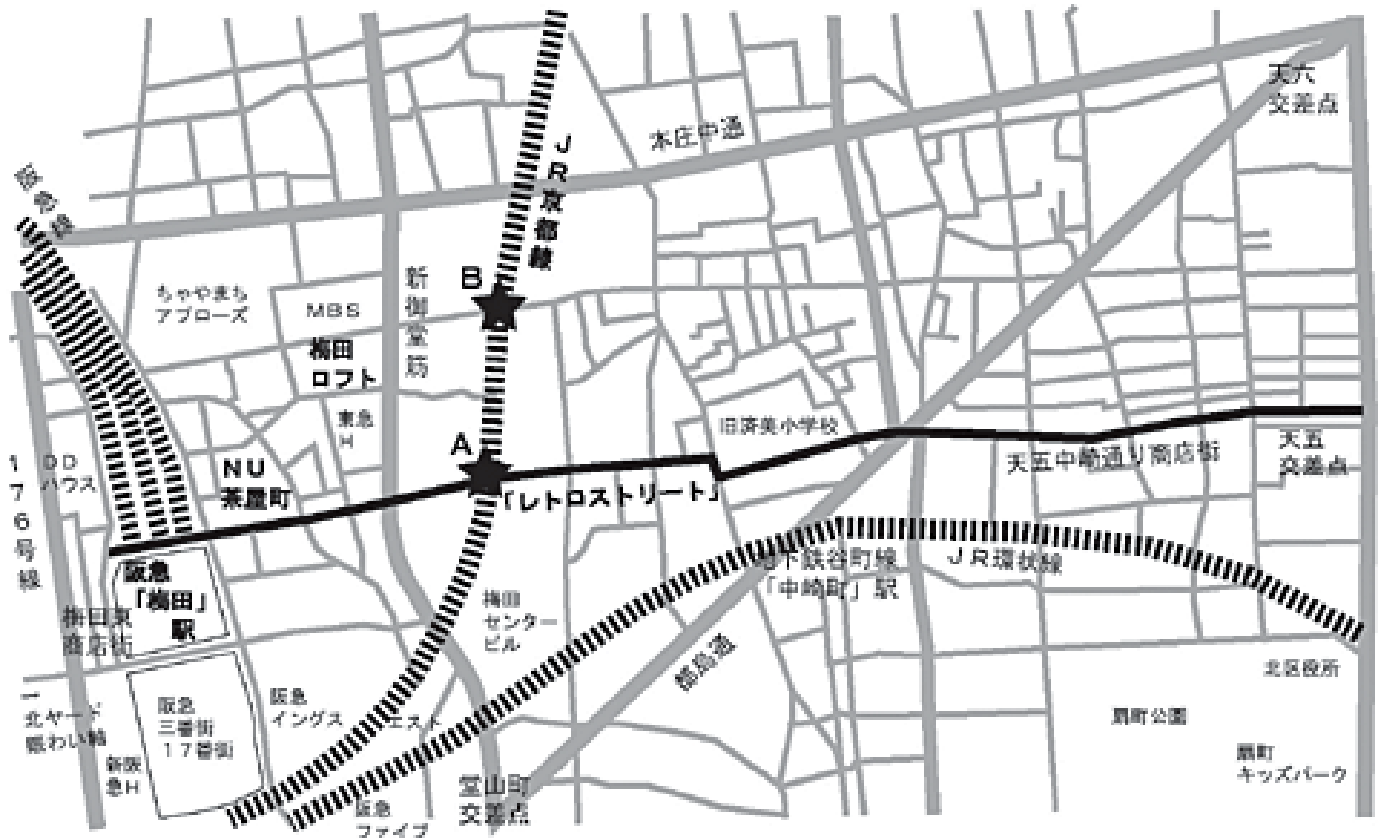 天六
交差点
本庄中通
阪急線
JR京都線
B
新御堂筋
ちゃやまち
アプローズ
MBS
梅田
ロフト
東急
H
A
旧済美小学校
天五
交差点
天五中崎通り商店街
DD
ハウス
NU
茶屋町
「レトロストリート」
176号線
阪急
「梅田」
駅
梅田東
商店街
地下鉄谷町線
「中崎町」駅
JR環状線
梅田
センター
ビル
都島通
北区役所
扇町公園
扇町
キッズパーク
北ヤード
賑わい軸
阪急
三番街
17番街
阪急
イングス
エスト
新阪
急H
堂山町
交差点
阪急
ファイブ